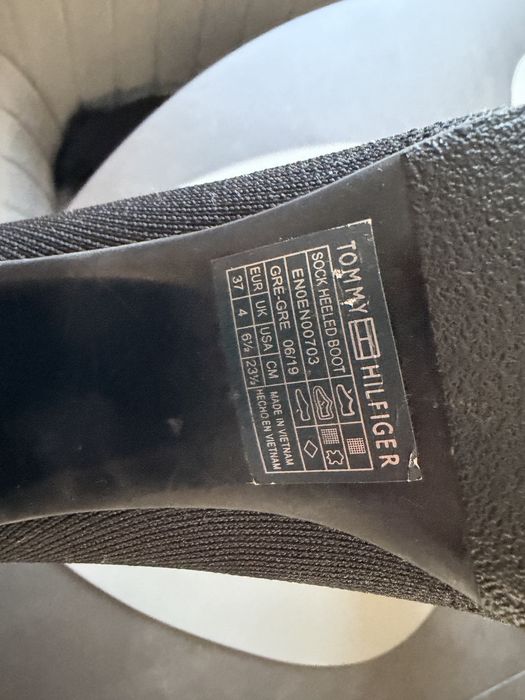 TOMMY HILFIGER
SOCK HEELED BOOT
EN0EN00703
GRE-GRE 06/19
EUR UK USA CM MADE IN VIETNAM
37 4 6½ 23½ HECHO EN VIETNAM